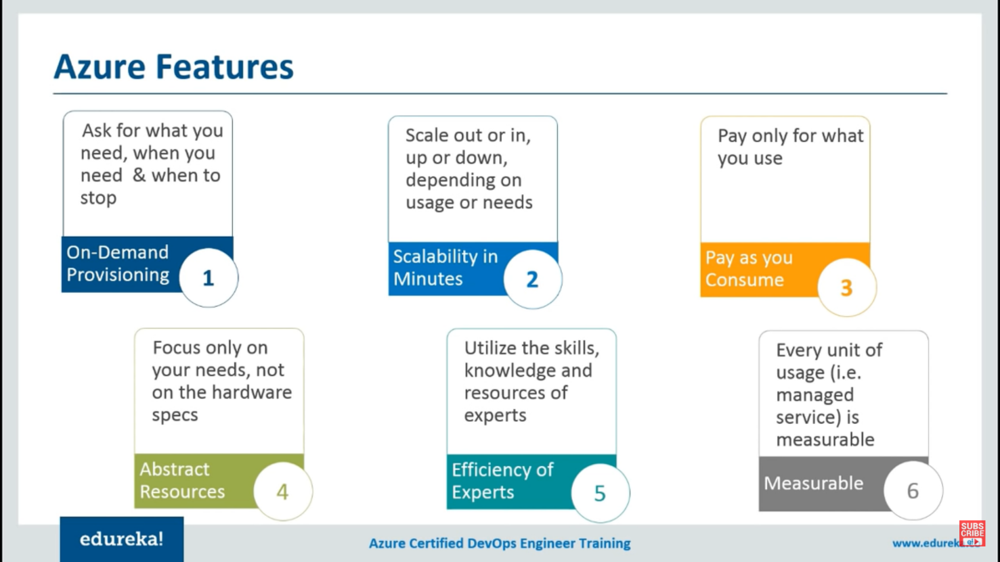 Azure Features
Ask for what you
need, when you
need & when to
stop
On-Demand
Provisioning
1
Scale out or in,
up or down,
depending on
usage or needs
Scalability in
Minutes
2
Pay only for what
you use
Pay as you
Consume
3
Focus only on
your needs, not
on the hardware
specs
Abstract
Resources
4
Utilize the skills,
knowledge and
resources of
experts
Efficiency of
Experts
5
Every unit of
usage (i.e.
managed
service) is
measurable
Measurable
6
edureka!
Azure Certified DevOps Engineer Training
SUBS
CRIBE
e!